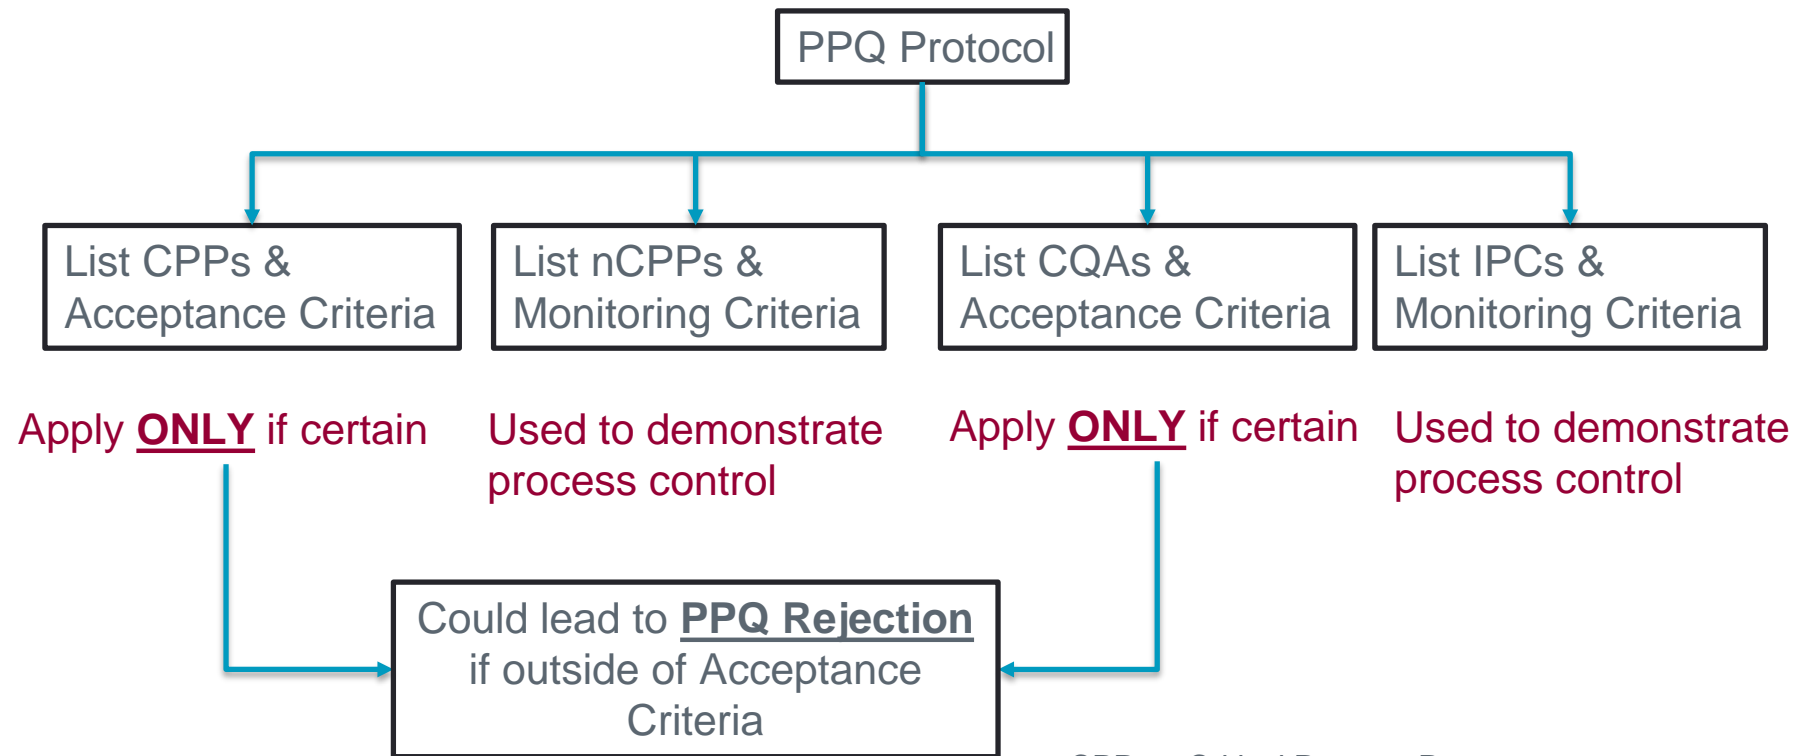 PPQ Protocol
List CPPs &
Acceptance Criteria
List nCPPs &
Monitoring Criteria
List CQAs &
Acceptance Criteria
List IPCs &
Monitoring Criteria
Apply ONLY if certain
Used to demonstrate
process control
Apply ONLY if certain
Used to demonstrate
process control
Could lead to PPQ Rejection
if outside of Acceptance
Criteria